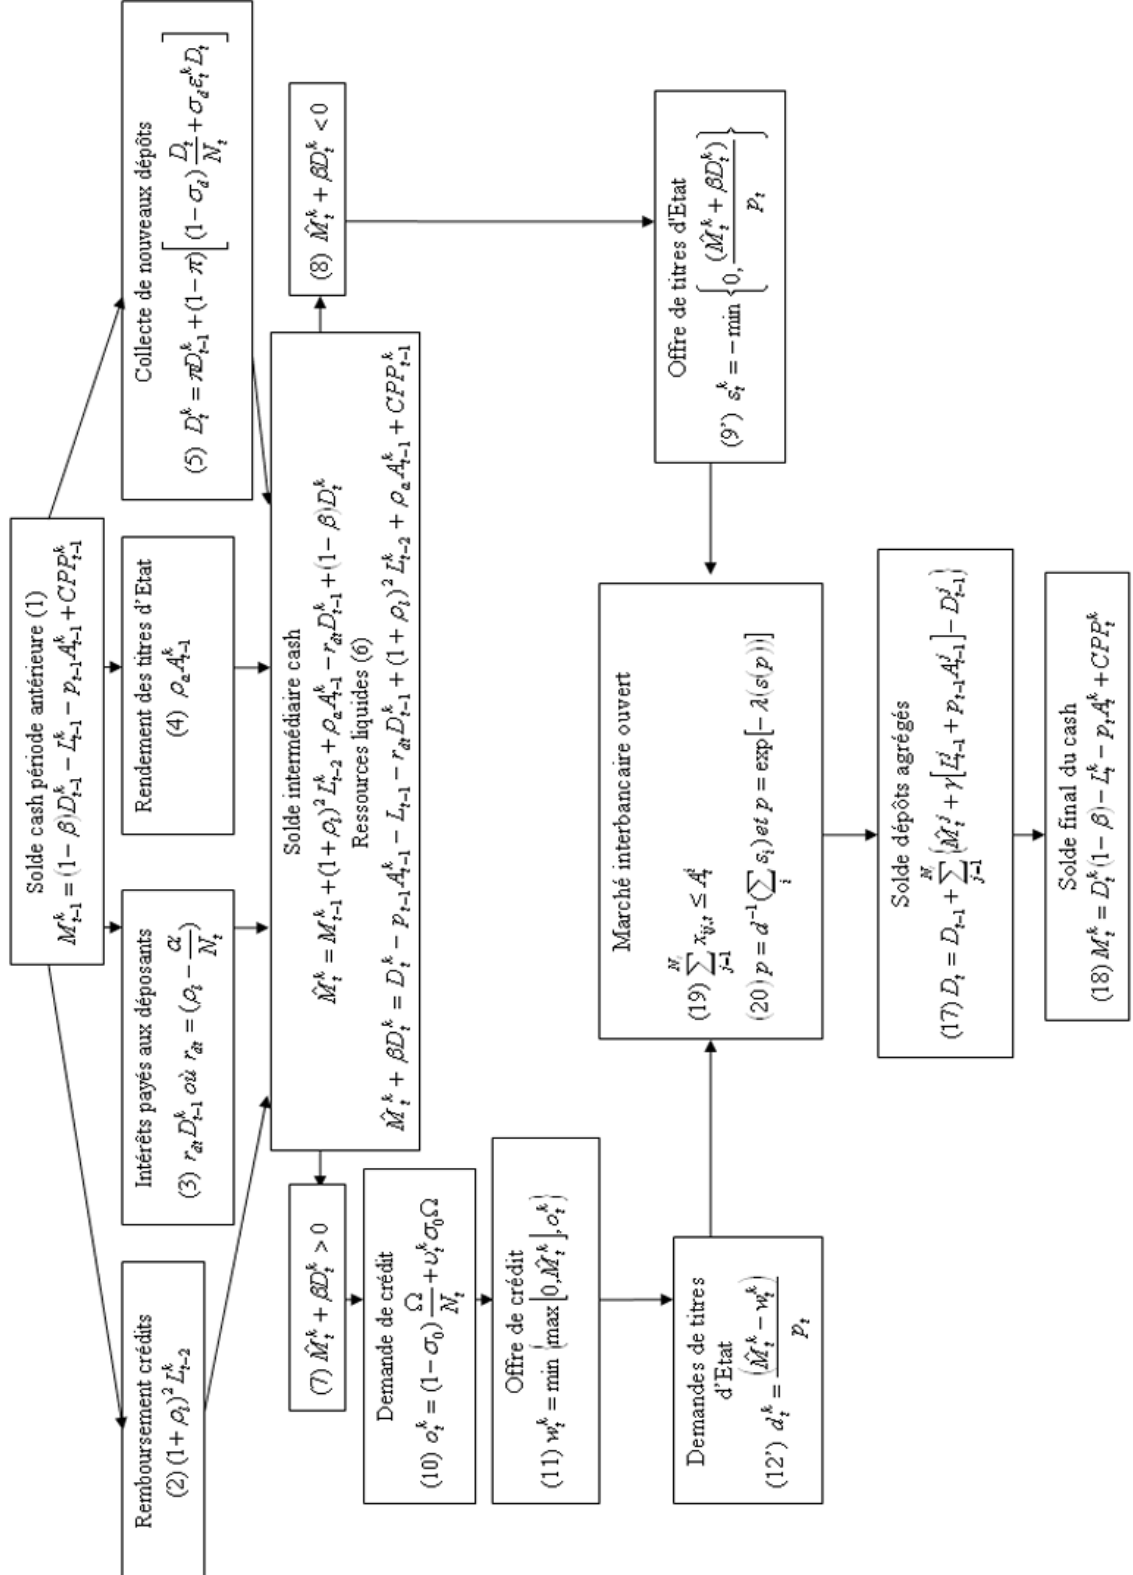 Solde cash période antérieure (1)
M^k_{t-1} = (1 − β)D^k_{t-1} − L^k_{t-1} − p_{t-1}A^k_{t-1} + CPP^k_{t-1}
Remboursement crédits
(2) (1 + ρ_l)^2 L^k_{t-2}
Intérêts payés aux déposants
(3) r_{dt} D^k_{t-1} où r_{dt} = (ρ_l − α/N_t)
Rendement des titres d'Etat
(4) ρ_a A^k_{t-1}
Collecte de nouveaux dépôts
(5) D^k_t = πD^k_{t-1} + (1 − π)[(1 − σ_d) D_t/N_t + σ_d ε^k_t D_t]
Solde intermédiaire cash
M̂^k_t = M^k_{t-1} + (1 + ρ_l)^2 L^k_{t-2} + ρ_a A^k_{t-1} − r_{dt} D^k_{t-1} + (1 − β)D^k_t
Ressources liquides (6)
M̂^k_t + βD^k_t = D^k_t − p_{t-1}A^k_{t-1} − L_{t-1} − r_{dt} D^k_{t-1} + (1 + ρ_l)^2 L^k_{t-2} + ρ_a A^k_{t-1} + CPP^k_{t-1}
(7) M̂^k_t + βD^k_t > 0
(8) M̂^k_t + βD^k_t < 0
Demande de crédit
(10) o^k_t = (1 − σ_0) Ω/N_t + υ^k_t σ_0 Ω
Offre de crédit
(11) w^k_t = min {max [0, M̂^k_t], o^k_t}
Demandes de titres
d'Etat
(12') d^k_t = (M̂^k_t − w^k_t) / p_t
Offre de titres d'Etat
(9') s^k_t = − min {0, (M̂^k_t + βD^k_t) / p_t}
Marché interbancaire ouvert
(19) ∑_{j=1}^{N_t} x_{ij,t} ≤ A^i_t
(20) p = d^{-1}(∑_i s_i) et p = exp[− λ(s(p))]
Solde dépôts agrégés
(17) D_t = D_{t-1} + ∑_{j=1}^{N_t} {M̂^j_t + γ[L^j_{t-1} + p_{t-1}A^j_{t-1}] − D^j_{t-1}}
Solde final du cash
(18) M^k_t = D^k_t (1 − β) − L^k_t − p_t A^k_t + CPP^k_t